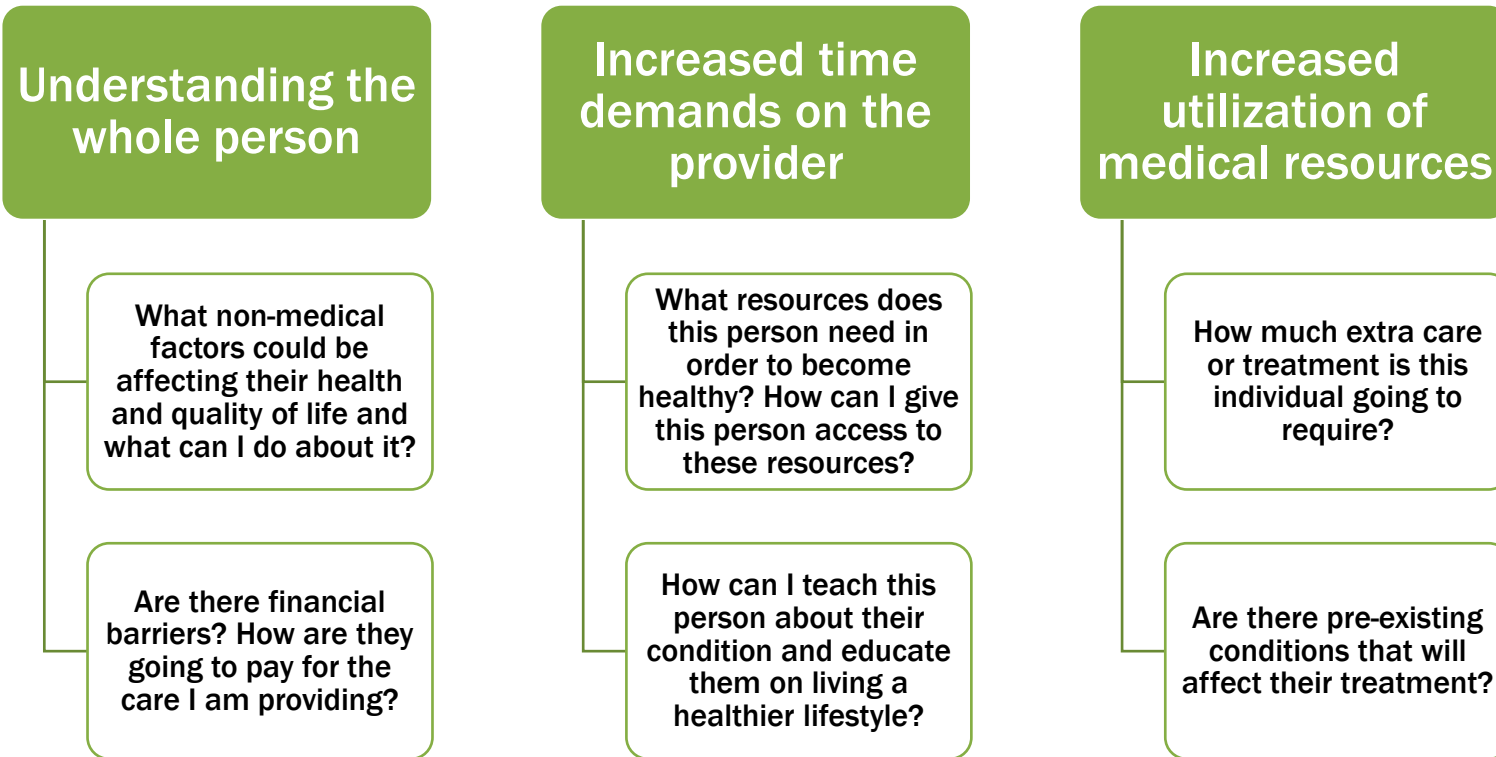 Understanding the
whole person
What non-medical
factors could be
affecting their health
and quality of life and
what can I do about it?
Are there financial
barriers? How are they
going to pay for the
care I am providing?
Increased time
demands on the
provider
What resources does
this person need in
order to become
healthy? How can I give
this person access to
these resources?
How can I teach this
person about their
condition and educate
them on living a
healthier lifestyle?
Increased
utilization of
medical resources
How much extra care
or treatment is this
individual going to
require?
Are there pre-existing
conditions that will
affect their treatment?